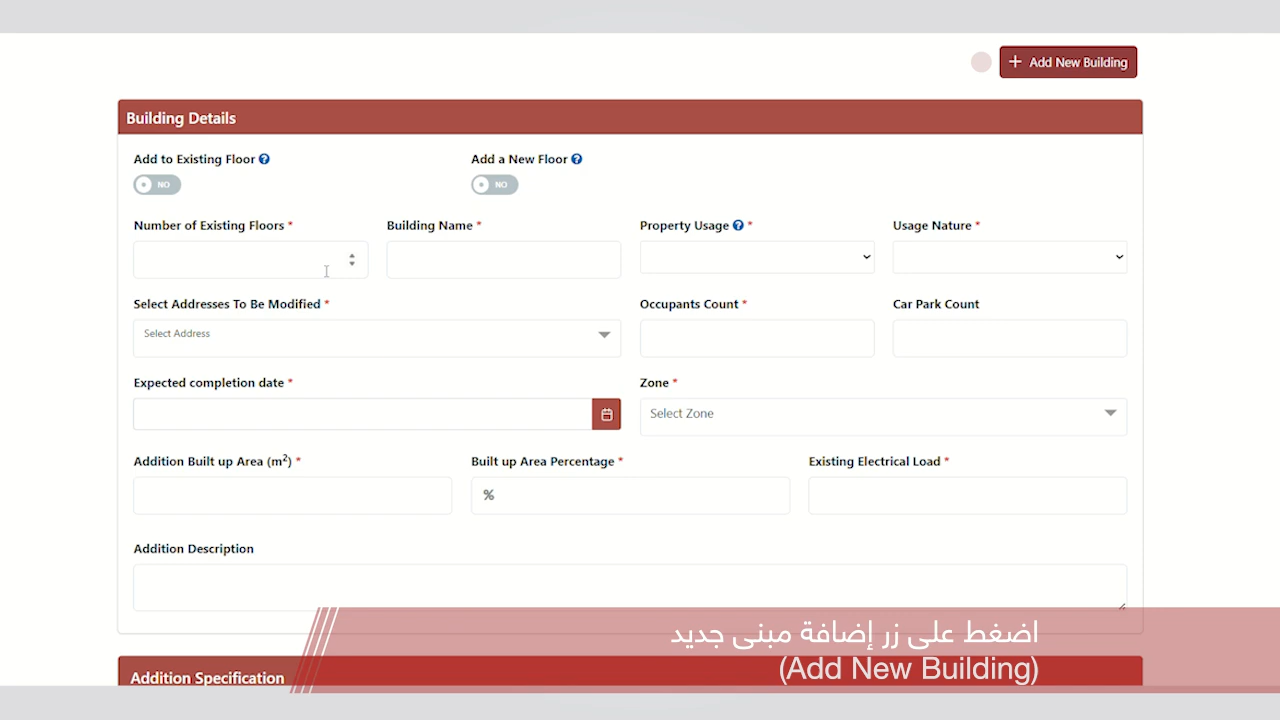 + Add New Building
Building Details
Add to Existing Floor ?
Add a New Floor ?
NO
NO
Number of Existing Floors *
Building Name *
Property Usage ? *
Usage Nature *
Select Addresses To Be Modified *
Occupants Count *
Car Park Count
Select Address
Expected completion date *
Zone *
Select Zone
Addition Built up Area (m²) *
Built up Area Percentage *
Existing Electrical Load *
%
Addition Description
اضغط على زر إضافة مبنى جديد
(Add New Building)
Addition Specification